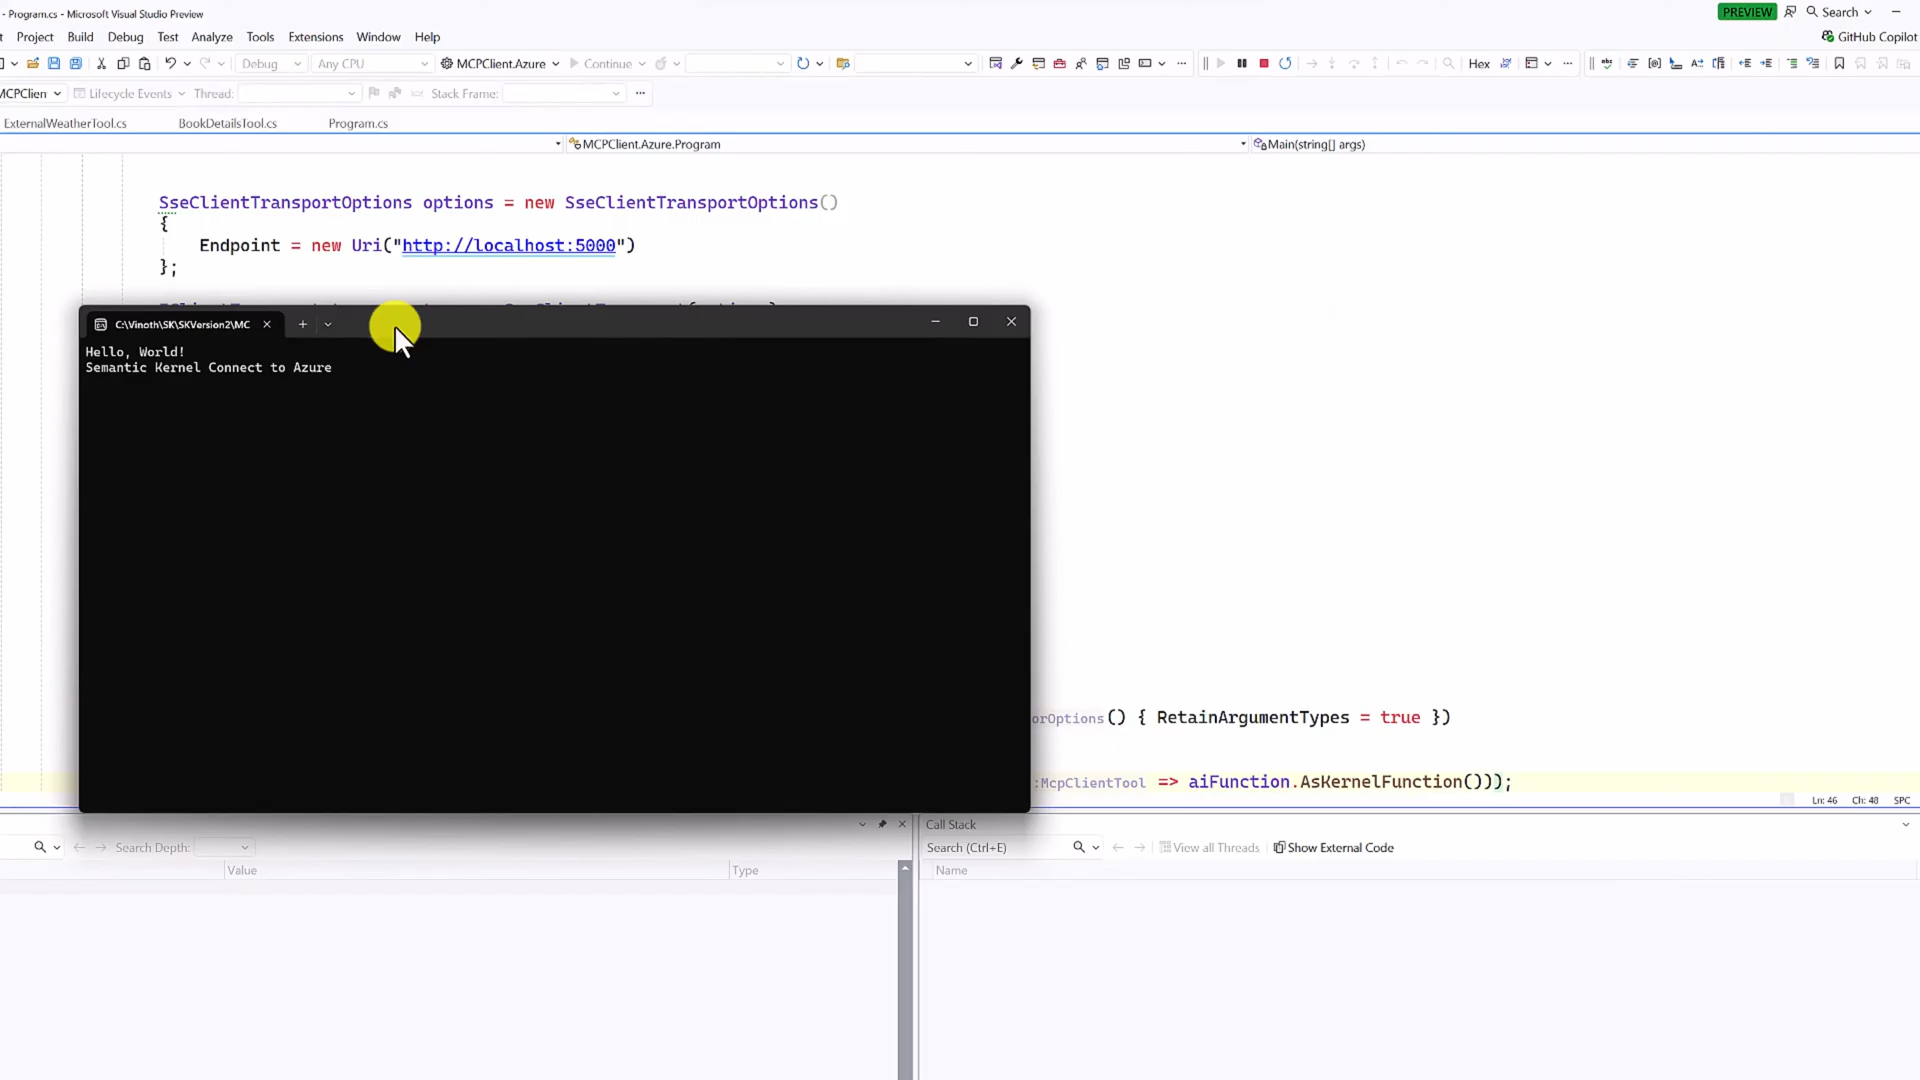 - Program.cs - Microsoft Visual Studio Preview
PREVIEW
Search
t Project Build Debug Test Analyze Tools Extensions Window Help
GitHub Copilot
Debug Any CPU MCPClient.Azure Continue Hex
MCPClien Lifecycle Events Thread: Stack Frame:
ExternalWeatherTool.cs BookDetailsTool.cs Program.cs
MCPClient.Azure.Program Main(string[] args)
SseClientTransportOptions options = new SseClientTransportOptions()
{
Endpoint = new Uri("http://localhost:5000")
};
C:\Vinoth\SK\SKVersion2\MC
Hello, World!
Semantic Kernel Connect to Azure
orOptions() { RetainArgumentTypes = true })
:McpClientTool => aiFunction.AsKernelFunction()));
Ln: 46 Ch: 48 SPC
Call Stack
Search Depth:
Search (Ctrl+E) View all Threads Show External Code
Value Type
Name